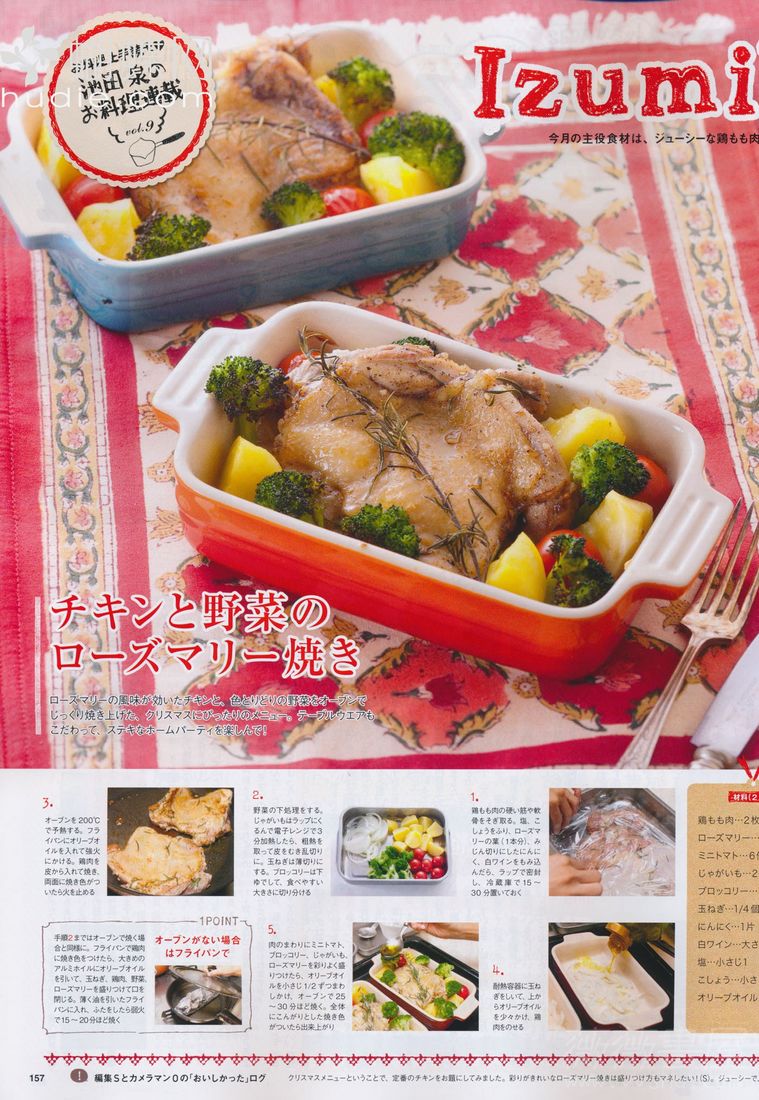 お料理上手勝ポチ
池田 泉の
お料理連載
vol.9
Izumi
今月の主役食材は、ジューシーな鶏もも肉
チキンと野菜の
ローズマリー焼き
ローズマリーの風味が効いたチキンと、色とりどりの野菜をオーブンで
じっくり焼き上げた、クリスマスにぴったりのメニュー。テーブルウエアも
こだわって、ステキなホームパーティを楽しんで!
1.
鶏もも肉の硬い筋や軟
骨をそぎ取る。塩、こ
しょうをふり、ローズマ
リーの葉(1本分)、み
じん切りしたにんに
く、白ワインをもみ込
んだら、ラップで密封
し、冷蔵庫で15〜
30分置いておく
2.
野菜の下処理をする。
じゃがいもはラップにく
るんで電子レンジで3
分加熱したら、粗熱を
取って皮をむき乱切り
に。玉ねぎは薄切りに
する。ブロッコリーは下
ゆでして、食べやすい
大きさに切り分ける
3.
オーブンを200℃
で予熱する。フラ
イパンにオリーブオ
イルを入れて強火
にかける。鶏肉を
皮から入れて焼き、
両面に焼き色がつ
いたら火を止める
4.
耐熱容器に玉ね
ぎをしいて、上か
らオリーブオイル
を少々かけ、鶏
肉をのせる
5.
肉のまわりにミニトマ
ト、ブロッコリー、じゃがいも、
ローズマリーを彩りよく盛
りつけたら、オリーブオイ
ルを小さじ1/2ずつまわ
しかけ、オーブンで25
〜30分ほど焼く。全体
にこんがりとした焼き色
がついたら出来上がり
1POINT
オーブンがない場合
はフライパンで
手順2まではオーブンで焼く場
合と同様に。フライパンで鶏肉
に焼き色をつけたら、大きめの
アルミホイルにオリーブオイル
を引いて、玉ねぎ、鶏肉、野菜、
ローズマリーを盛りつけて口を
閉じる。薄く油を引いたフライ
パンに入れ、ふたをしたら弱火
で15〜20分ほど焼く
材料(2
鶏もも肉…2枚
ローズマリー…
ミニトマト…6
じゃがいも…2
ブロッコリー…
玉ねぎ…1/4個
にんにく…1片
白ワイン…大さ
塩…小さじ1
こしょう…小さ
オリーブオイル
157
編集SとカメラマンOの「おいしかった」ログ
クリスマスメニューということで、定番のチキンをお題にしてみました。彩りがきれいなローズマリー焼きは盛りつけ方もマネしたい!(S)。ジューシーで、